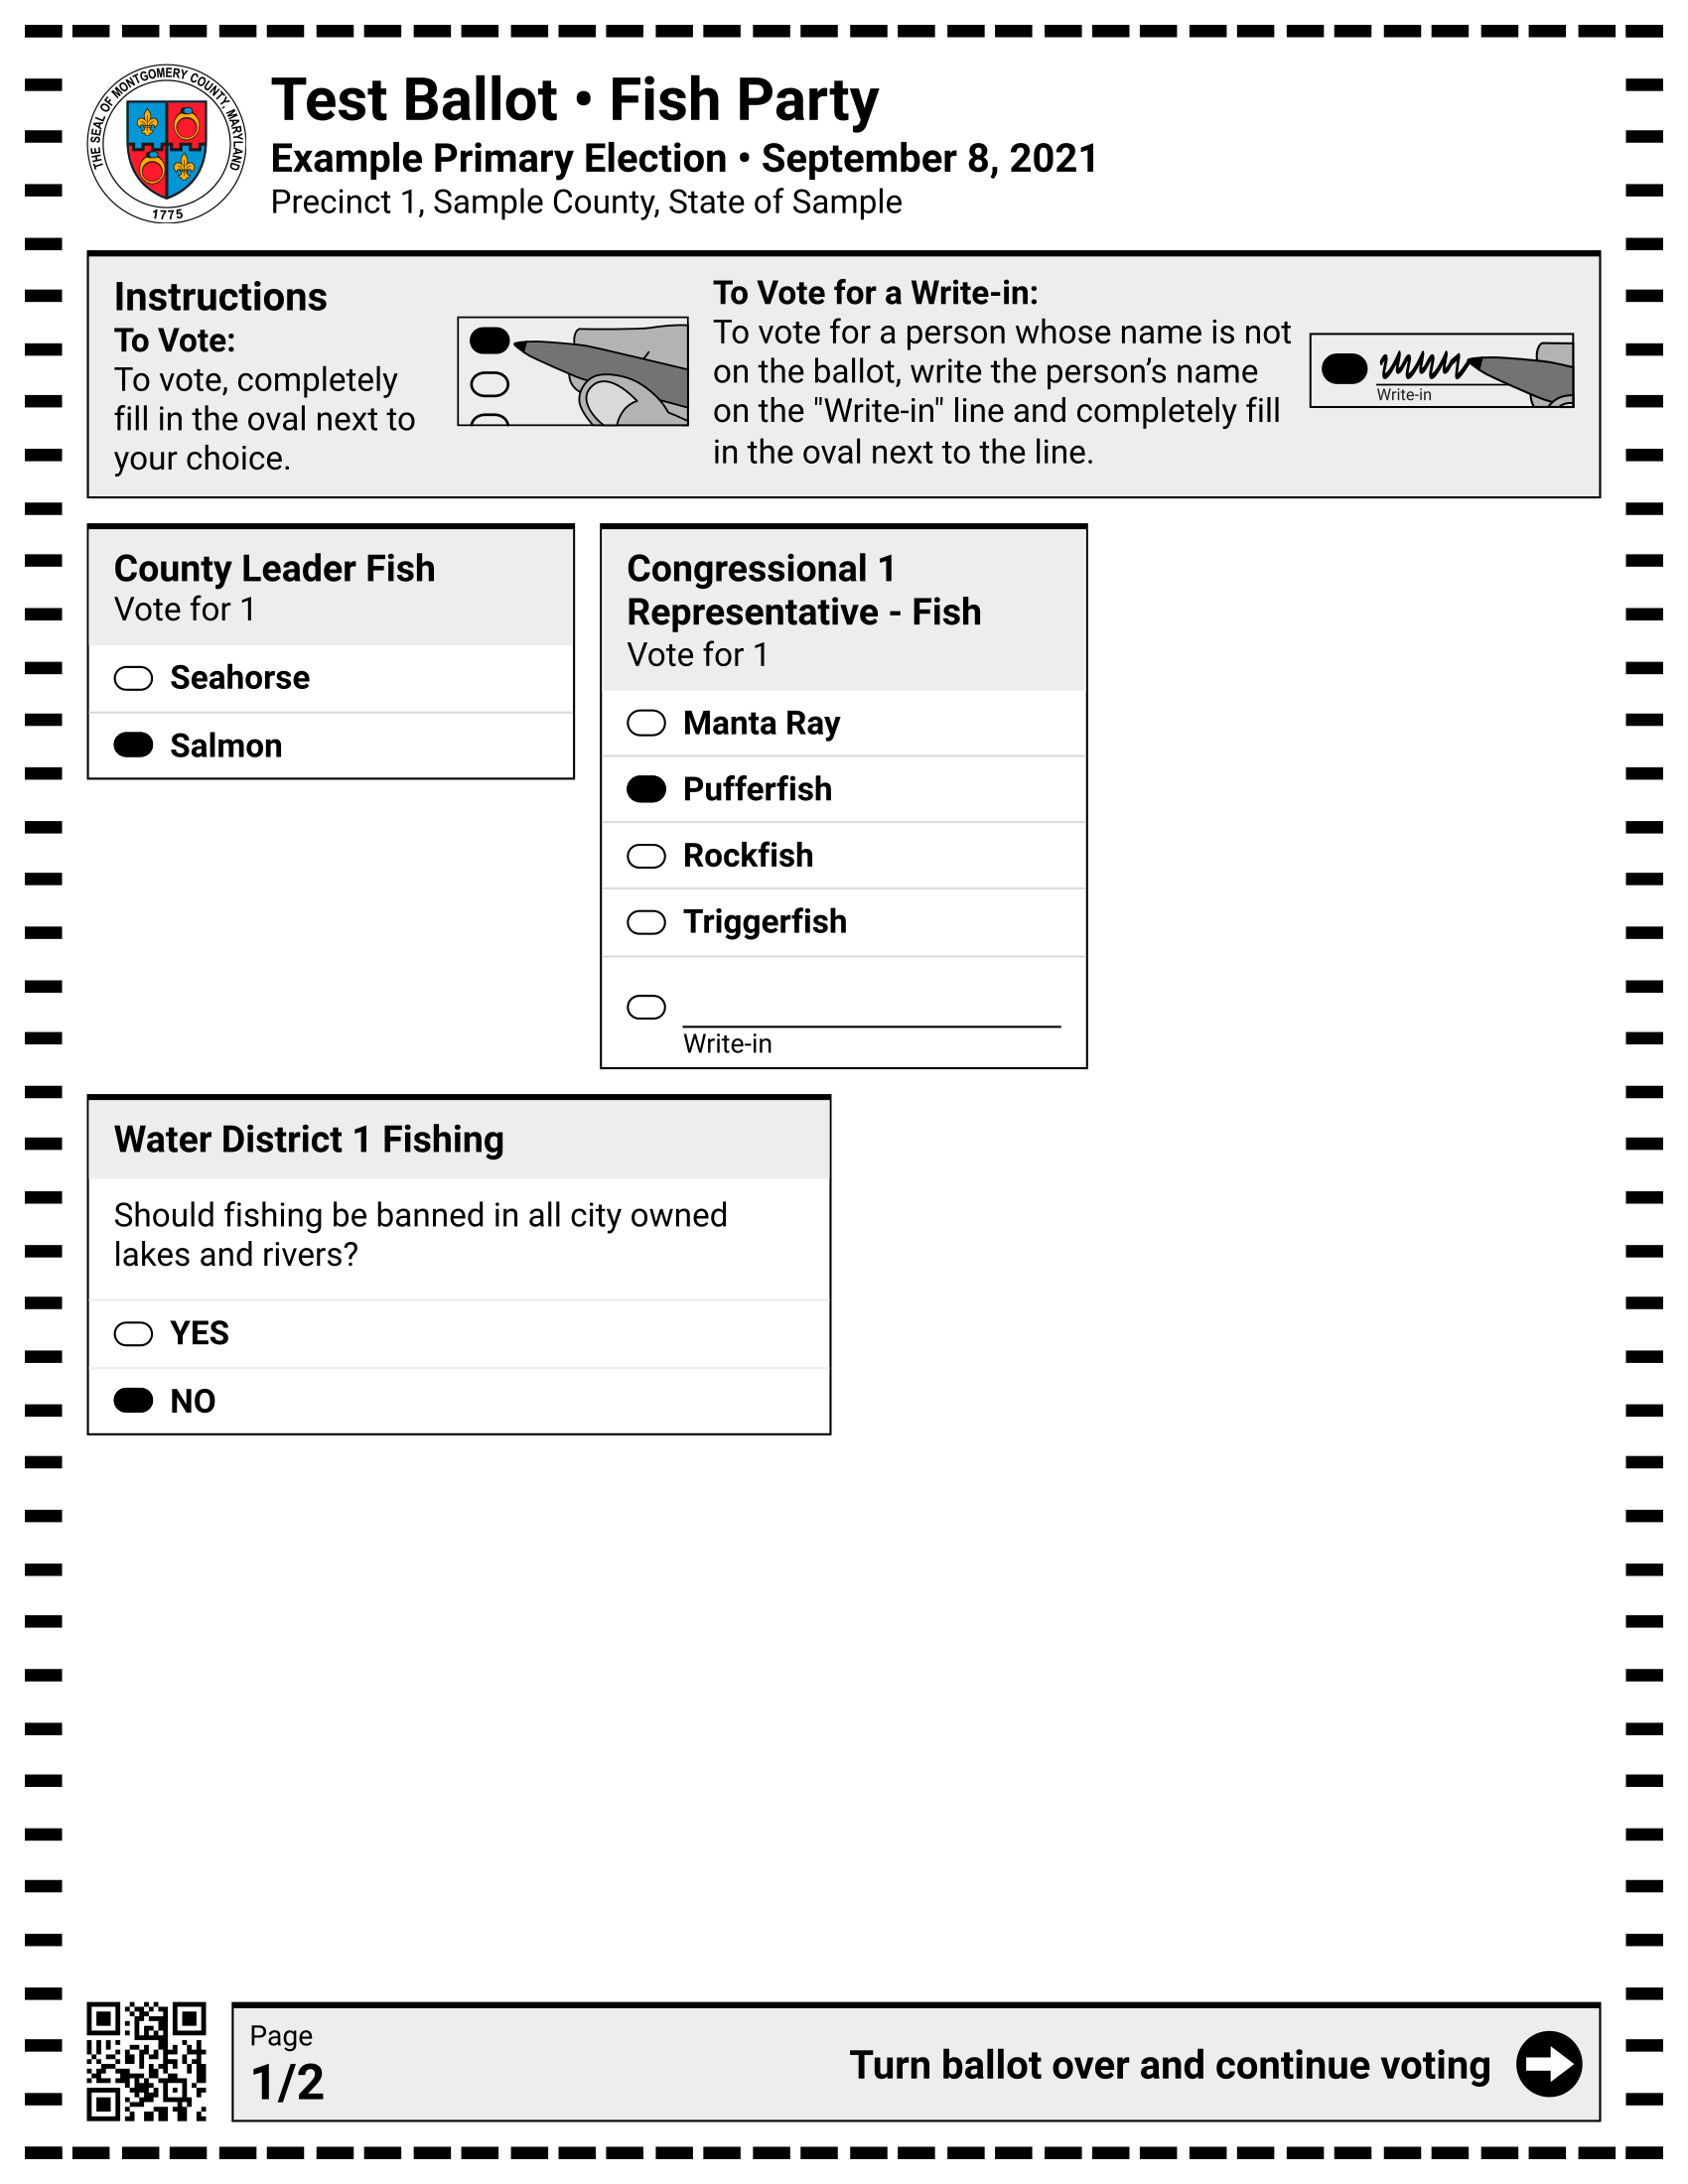 THE SEAL OF MONTGOMERY COUNTY, MARYLAND
1775
Test Ballot • Fish Party
Example Primary Election • September 8, 2021
Precinct 1, Sample County, State of Sample
Instructions
To Vote:
To vote, completely
fill in the oval next to
your choice.
To Vote for a Write-in:
To vote for a person whose name is not
on the ballot, write the person’s name
on the "Write-in" line and completely fill
in the oval next to the line.
Write-in
County Leader Fish
Vote for 1
Seahorse
Salmon
Congressional 1
Representative - Fish
Vote for 1
Manta Ray
Pufferfish
Rockfish
Triggerfish
Write-in
Water District 1 Fishing
Should fishing be banned in all city owned
lakes and rivers?
YES
NO
Page
1/2
Turn ballot over and continue voting